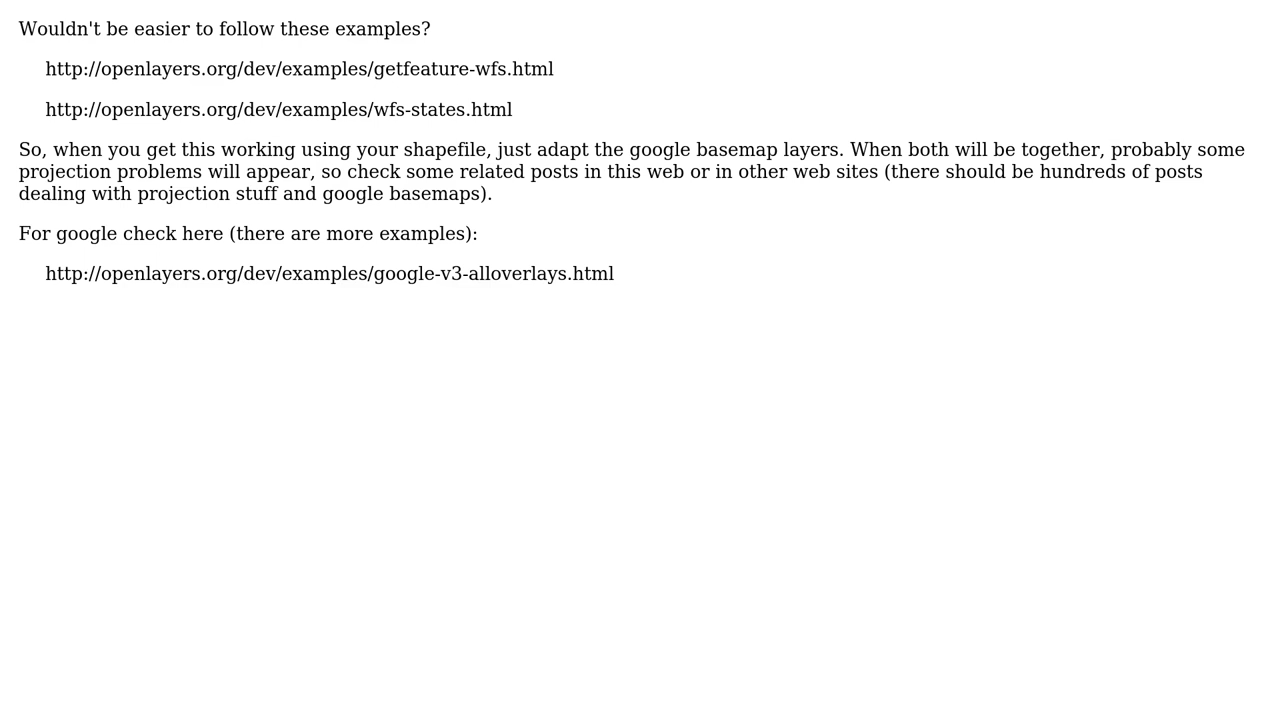 Wouldn't be easier to follow these examples?
http://openlayers.org/dev/examples/getfeature-wfs.html
http://openlayers.org/dev/examples/wfs-states.html
So, when you get this working using your shapefile, just adapt the google basemap layers. When both will be together, probably some
projection problems will appear, so check some related posts in this web or in other web sites (there should be hundreds of posts
dealing with projection stuff and google basemaps).
For google check here (there are more examples):
http://openlayers.org/dev/examples/google-v3-alloverlays.html